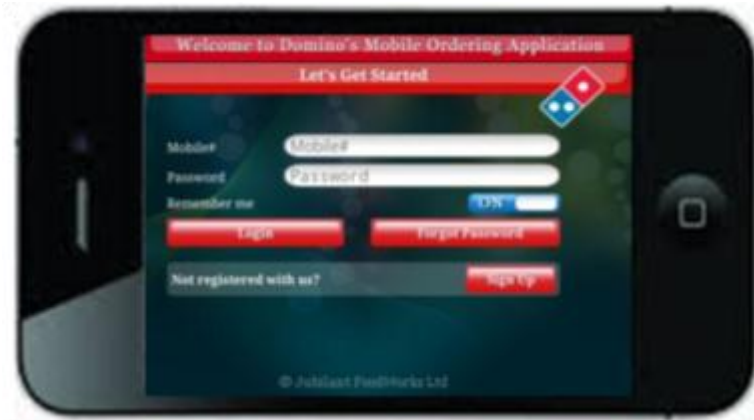 Welcome to Domino's Mobile Ordering Application
Let's Get Started
Mobile# Mobile#
Password Password
Remember me ON
Login Forgot Password
Not registered with us? Sign Up
© Jubilant FoodWorks Ltd